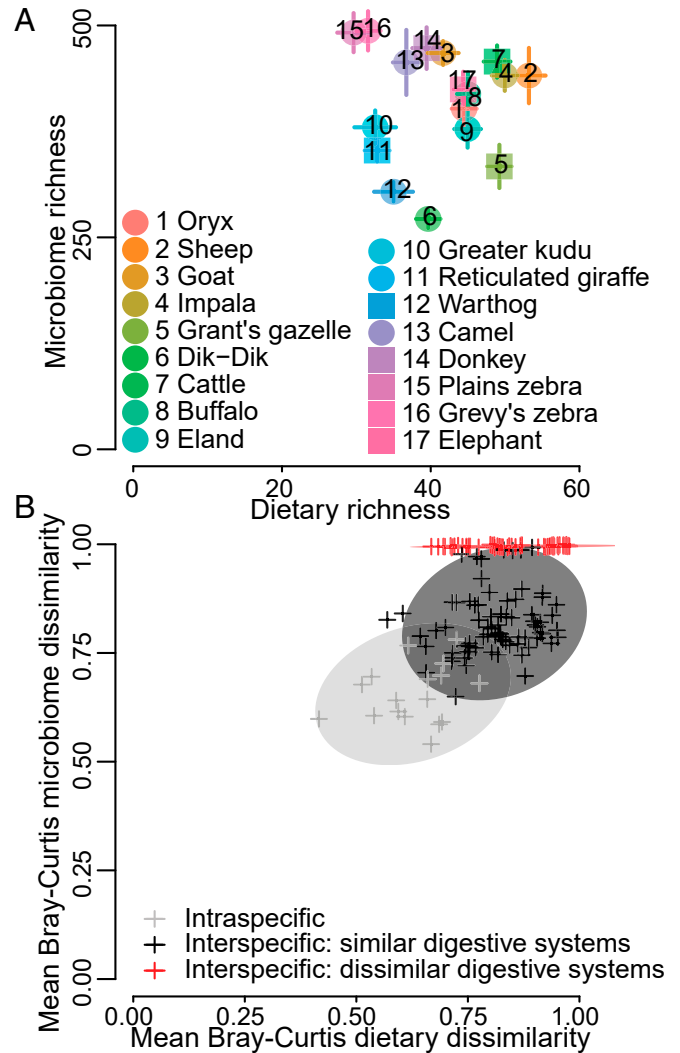 A
500
250
0
Microbiome richness
15
16
14
13
3
7
4
2
17
8
1
9
10
11
5
12
6
1 Oryx
2 Sheep
3 Goat
4 Impala
5 Grant's gazelle
6 Dik−Dik
7 Cattle
8 Buffalo
9 Eland
10 Greater kudu
11 Reticulated giraffe
12 Warthog
13 Camel
14 Donkey
15 Plains zebra
16 Grevy's zebra
17 Elephant
0 20 40 60
Dietary richness
B
1.00
0.75
0.50
0.25
0.00
Mean Bray-Curtis microbiome dissimilarity
Intraspecific
Interspecific: similar digestive systems
Interspecific: dissimilar digestive systems
0.00 0.25 0.50 0.75 1.00
Mean Bray-Curtis dietary dissimilarity